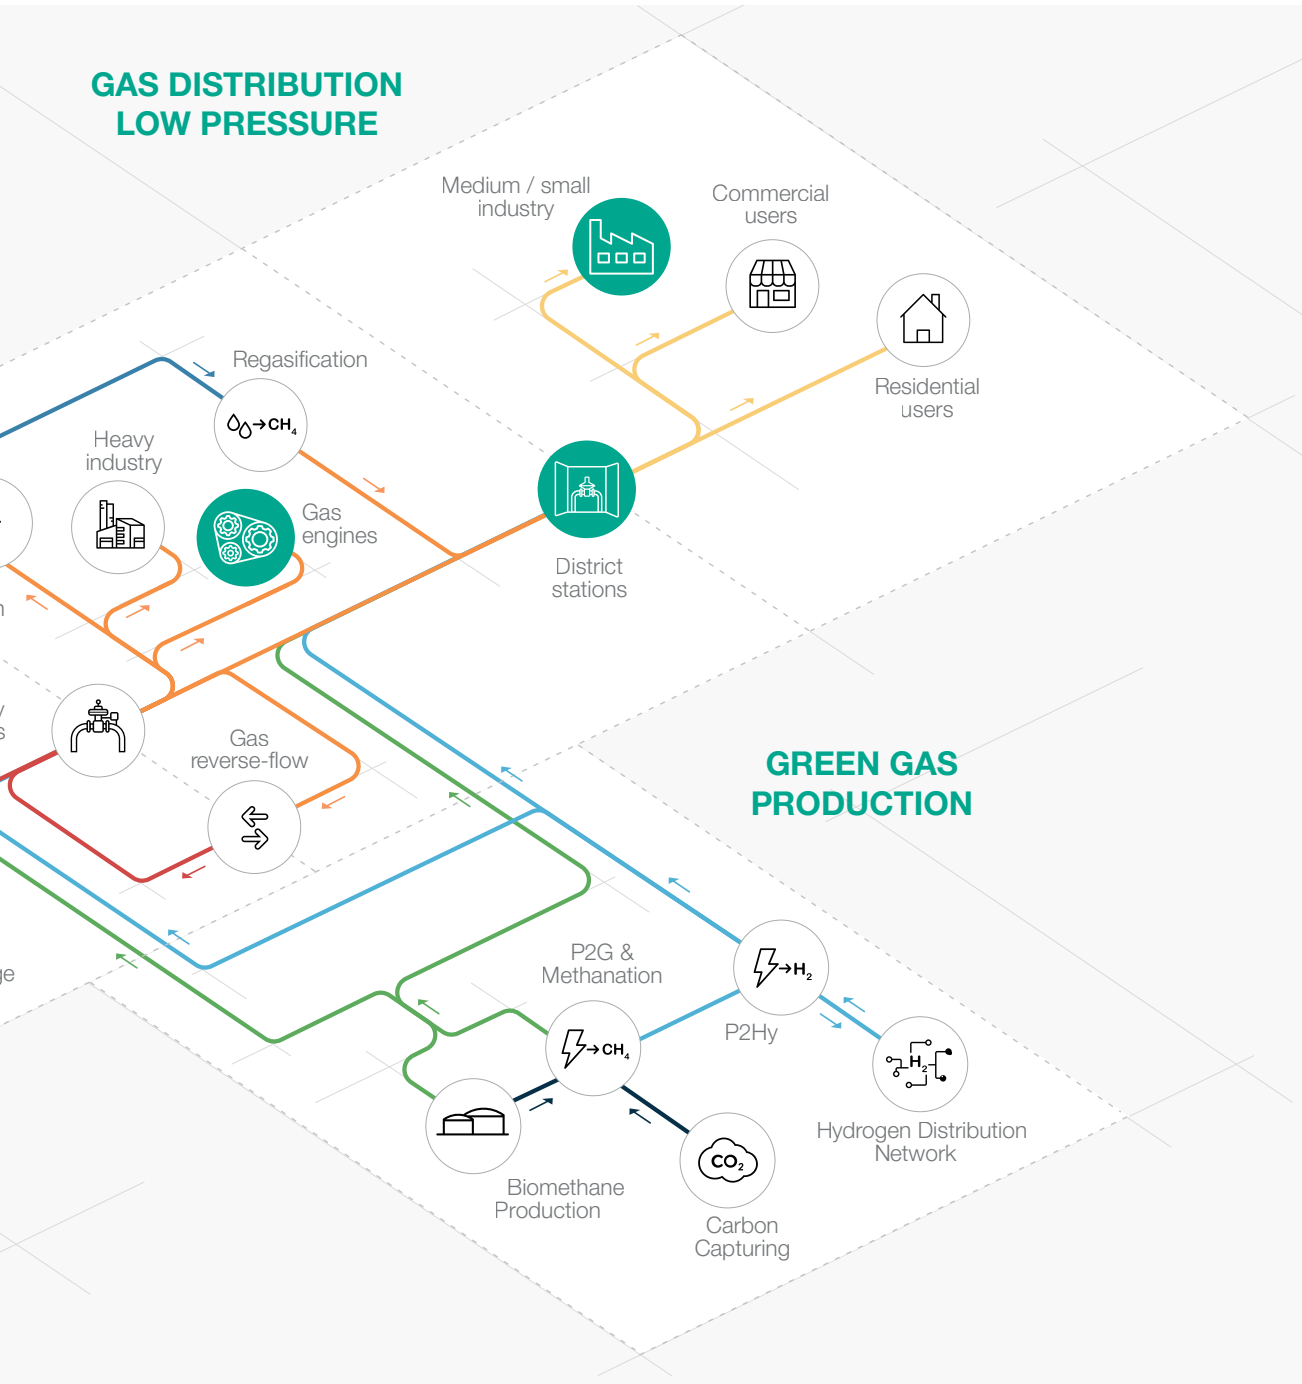 GAS DISTRIBUTION
LOW PRESSURE
Medium / small
industry
Commercial
users
Residential
users
Regasification
→CH₄
Heavy
industry
Gas
engines
District
stations
Gas
reverse-flow
GREEN GAS
PRODUCTION
P2G &
Methanation
→CH₄
→H₂
P2Hy
H₂
Hydrogen Distribution
Network
Biomethane
Production
CO₂
Carbon
Capturing